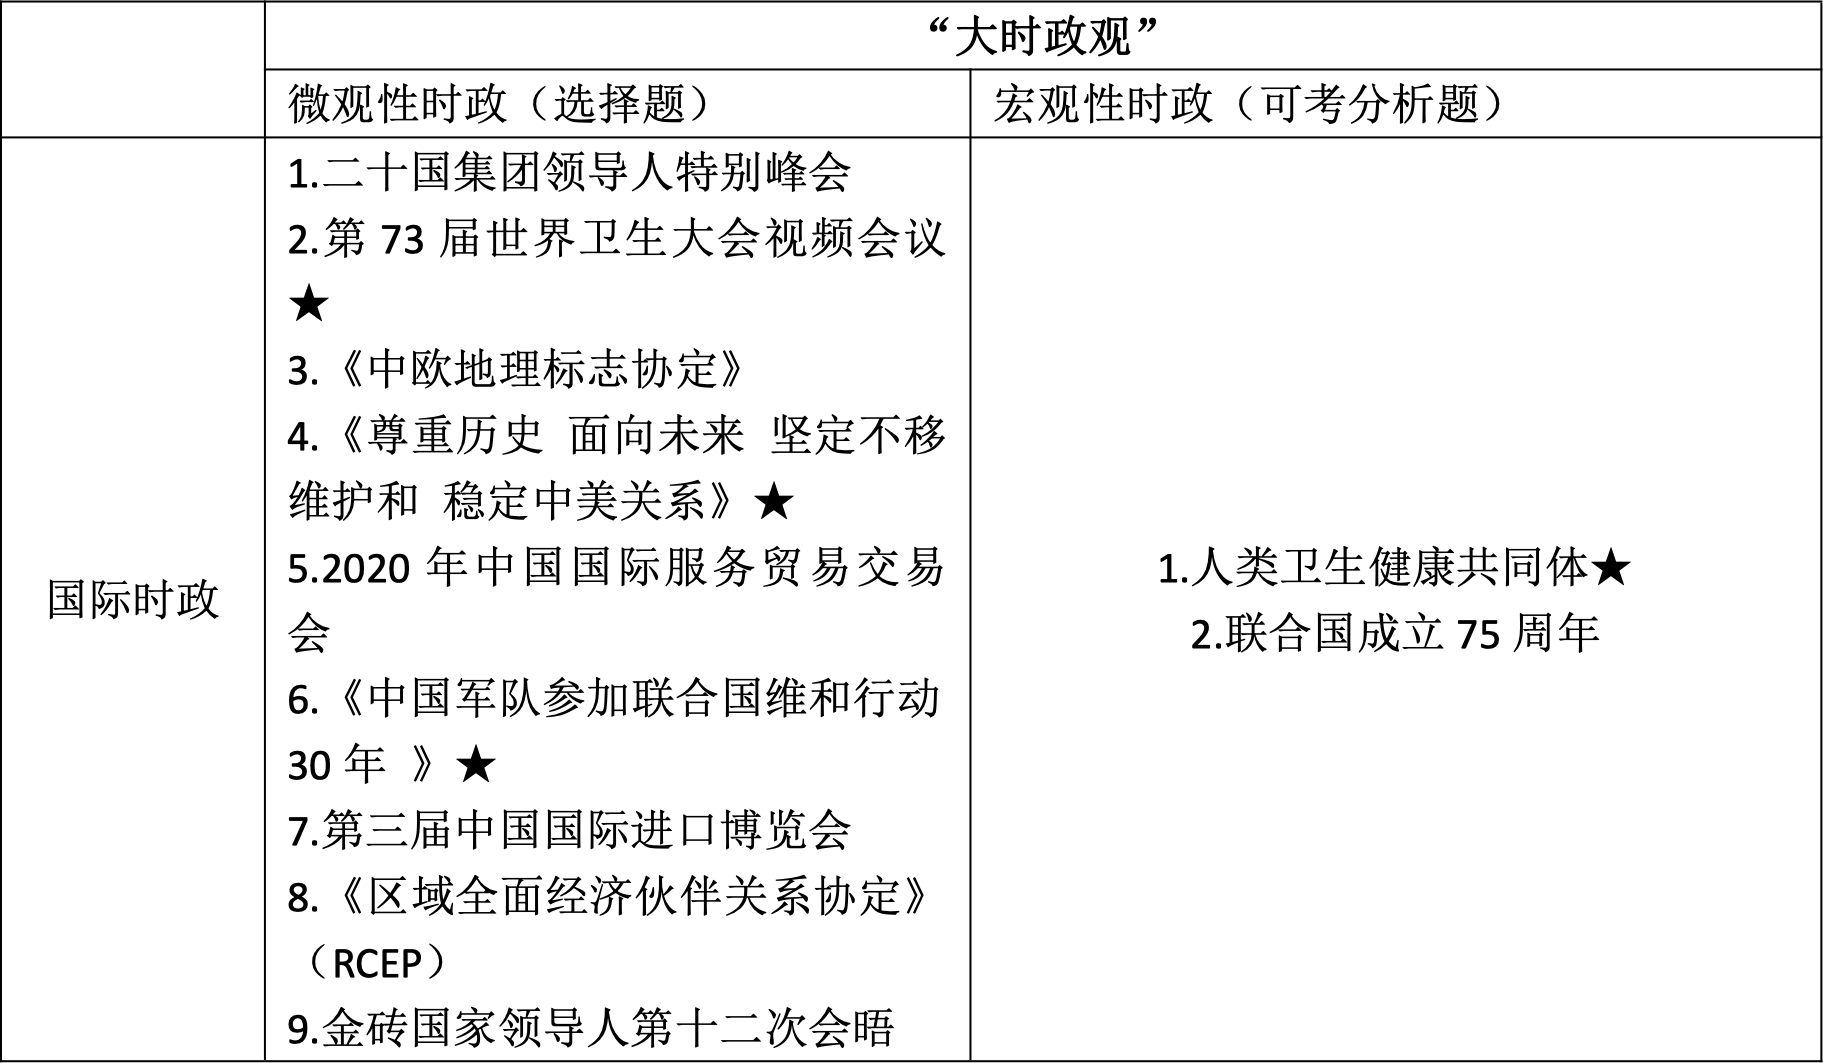 “大时政观”
微观性时政（选择题）
宏观性时政（可考分析题）
国际时政
1.二十国集团领导人特别峰会
2.第 73 届世界卫生大会视频会议
★
3.《中欧地理标志协定》
4.《尊重历史 面向未来 坚定不移
维护和 稳定中美关系》★
5.2020 年中国国际服务贸易交易
会
6.《中国军队参加联合国维和行动
30 年 》★
7.第三届中国国际进口博览会
8.《区域全面经济伙伴关系协定》
（RCEP）
9.金砖国家领导人第十二次会晤
1.人类卫生健康共同体★
2.联合国成立 75 周年